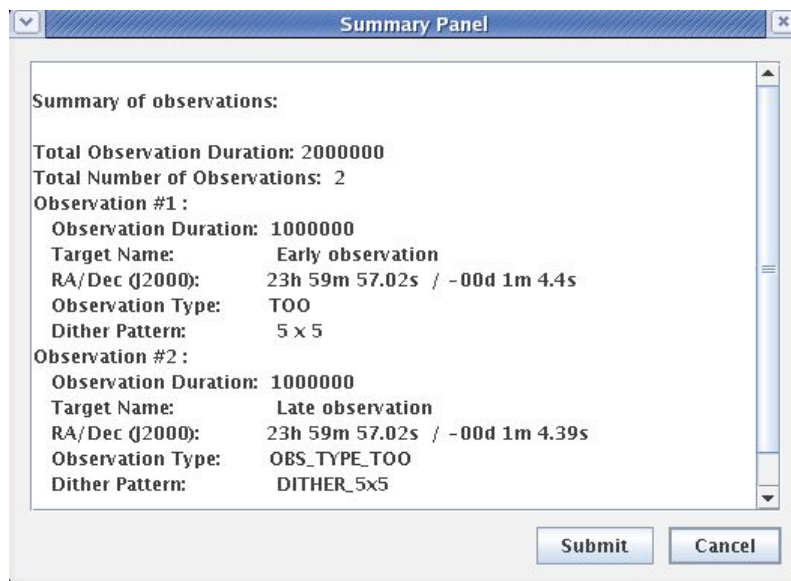 Summary Panel
Summary of observations:
Total Observation Duration: 2000000
Total Number of Observations: 2
Observation #1 :
Observation Duration: 1000000
Target Name: Early observation
RA/Dec (J2000): 23h 59m 57.02s / -00d 1m 4.4s
Observation Type: TOO
Dither Pattern: 5 x 5
Observation #2 :
Observation Duration: 1000000
Target Name: Late observation
RA/Dec (J2000): 23h 59m 57.02s / -00d 1m 4.39s
Observation Type: OBS_TYPE_TOO
Dither Pattern: DITHER_5x5
Submit Cancel